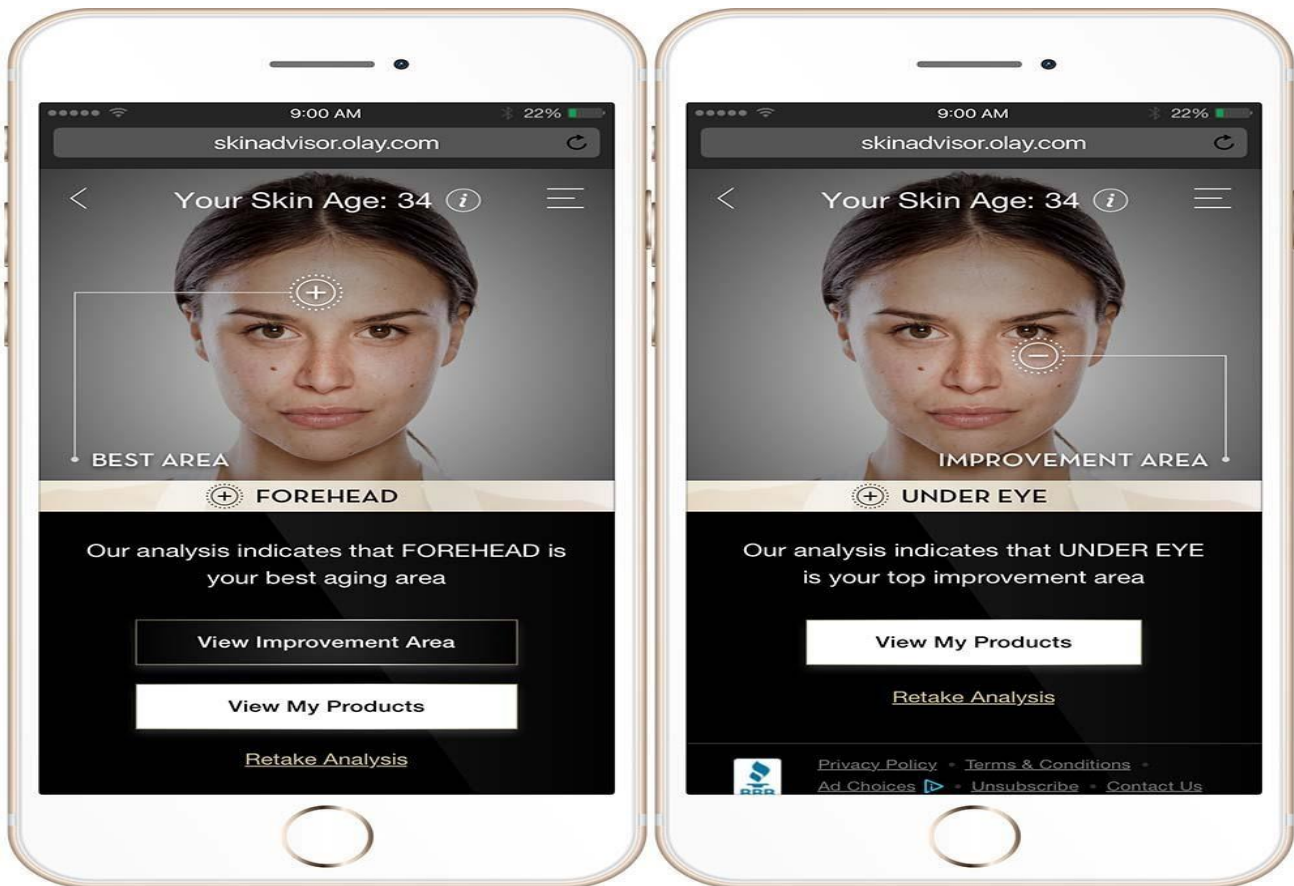 9:00 AM 22%
skinadvisor.olay.com
Your Skin Age: 34 i
BEST AREA
FOREHEAD
Our analysis indicates that FOREHEAD is
your best aging area
View Improvement Area
View My Products
Retake Analysis
9:00 AM 22%
skinadvisor.olay.com
Your Skin Age: 34 i
IMPROVEMENT AREA
UNDER EYE
Our analysis indicates that UNDER EYE
is your top improvement area
View My Products
Retake Analysis
BBB
Privacy Policy • Terms & Conditions •
Ad Choices • Unsubscribe • Contact Us